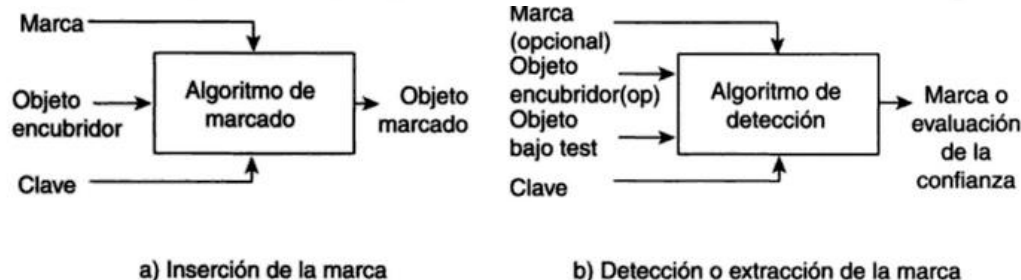 Marca
Objeto
encubridor
Algoritmo de
marcado
Objeto
marcado
Clave
a) Inserción de la marca
Marca
(opcional)
Objeto
encubridor(op)
Objeto
bajo test
Algoritmo de
detección
Marca o
evaluación
de la
confianza
Clave
b) Detección o extracción de la marca